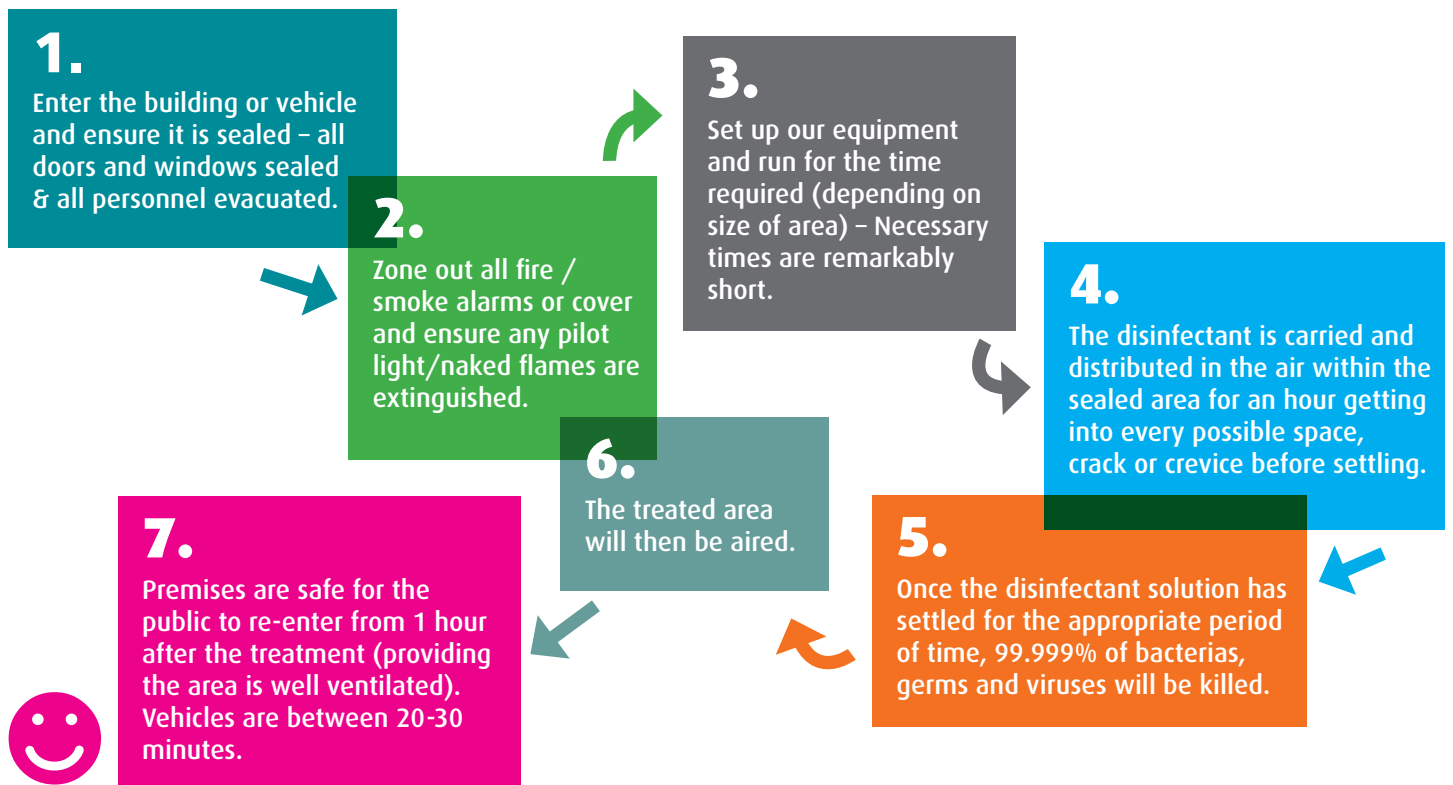 1.
Enter the building or vehicle
and ensure it is sealed – all
doors and windows sealed
& all personnel evacuated.
2.
Zone out all fire /
smoke alarms or cover
and ensure any pilot
light/naked flames are
extinguished.
3.
Set up our equipment
and run for the time
required (depending on
size of area) – Necessary
times are remarkably
short.
4.
The disinfectant is carried and
distributed in the air within the
sealed area for an hour getting
into every possible space,
crack or crevice before settling.
5.
Once the disinfectant solution has
settled for the appropriate period
of time, 99.999% of bacterias,
germs and viruses will be killed.
6.
The treated area
will then be aired.
7.
Premises are safe for the
public to re-enter from 1 hour
after the treatment (providing
the area is well ventilated).
Vehicles are between 20-30
minutes.